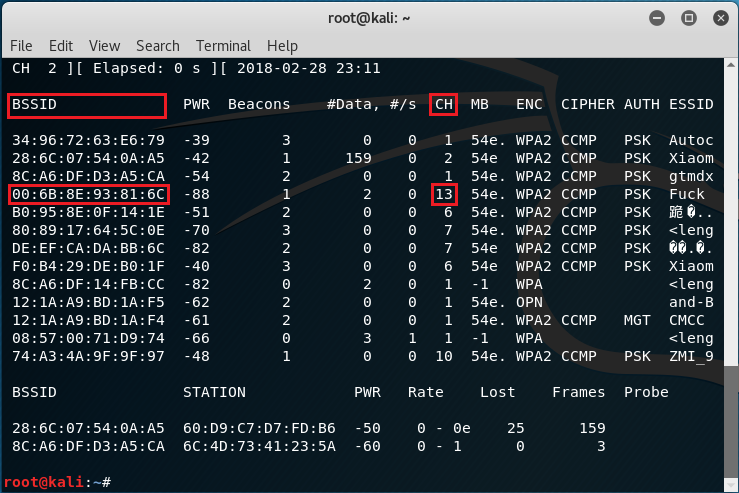 root@kali: ~
File Edit View Search Terminal Help
CH 2 ][ Elapsed: 0 s ][ 2018-02-28 23:11
BSSID PWR Beacons #Data, #/s CH MB ENC CIPHER AUTH ESSID
34:96:72:63:E6:79 -39 3 0 0 1 54e. WPA2 CCMP PSK Autoc
28:6C:07:54:0A:A5 -42 1 159 0 2 54e WPA2 CCMP PSK Xiaom
8C:A6:DF:D3:A5:CA -54 2 0 0 1 54e. WPA2 CCMP PSK gtmdx
00:6B:8E:93:81:6C -88 1 2 0 13 54e. WPA2 CCMP PSK Fuck
B0:95:8E:0F:14:1E -51 2 0 0 6 54e. WPA2 CCMP PSK 跪�..
80:89:17:64:5C:0E -70 3 0 0 7 54e. WPA2 CCMP PSK <leng
DE:EF:CA:DA:BB:6C -82 2 0 0 7 54e WPA2 CCMP PSK ��.�.
F0:B4:29:DE:B0:1F -40 3 0 0 6 54e WPA2 CCMP PSK Xiaom
8C:A6:DF:14:FB:CC -82 0 2 0 1 -1 WPA <leng
12:1A:A9:BD:1A:F5 -62 2 0 0 1 54e. OPN and-B
12:1A:A9:BD:1A:F4 -61 2 0 0 1 54e. WPA2 CCMP MGT CMCC
08:57:00:71:D9:74 -66 0 3 1 1 -1 WPA <leng
74:A3:4A:9F:9F:97 -48 1 0 0 10 54e. WPA2 CCMP PSK ZMI_9
BSSID STATION PWR Rate Lost Frames Probe
28:6C:07:54:0A:A5 60:D9:C7:D7:FD:B6 -50 0 - 0e 25 159
8C:A6:DF:D3:A5:CA 6C:4D:73:41:23:5A -60 0 - 1 0 3
root@kali:~#